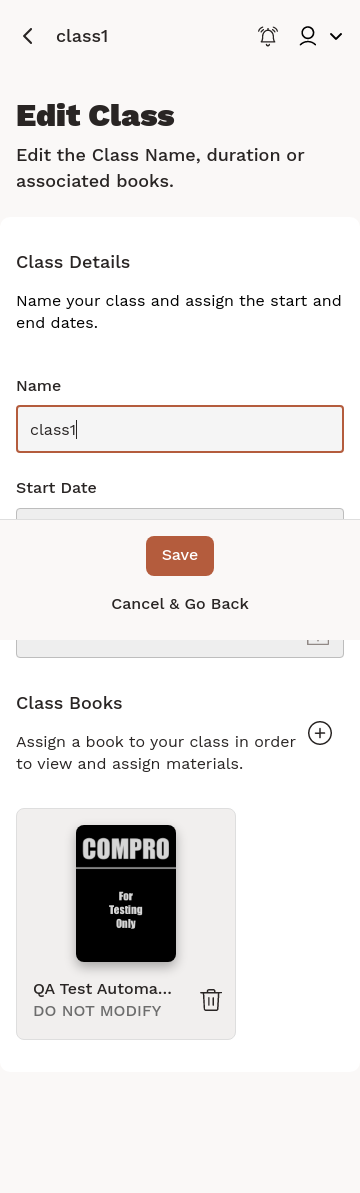 class1
Edit Class
Edit the Class Name, duration or
associated books.
Class Details
Name your class and assign the start and
end dates.
Name
class1
Start Date
Save
Cancel & Go Back
Class Books
Assign a book to your class in order
to view and assign materials.
COMPRO
For
Testing
Only
QA Test Automa...
DO NOT MODIFY